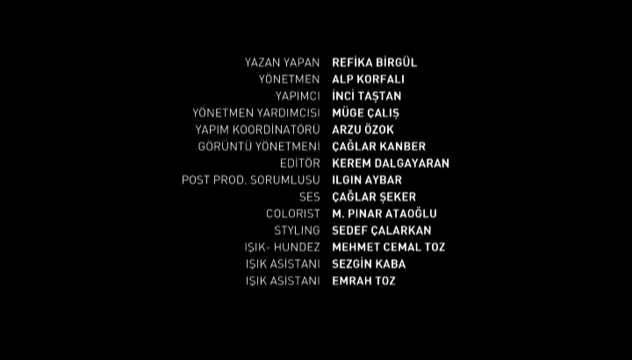 YAZAN YAPAN REFİKA BİRGÜL
YÖNETMEN ALP KORFALI
YAPIMCI İNCİ TAŞTAN
YÖNETMEN YARDIMCISI MÜGE ÇALIŞ
YAPIM KOORDİNATÖRÜ ARZU ÖZOK
GÖRÜNTÜ YÖNETMENİ ÇAĞLAR KANBER
EDİTÖR KEREM DALGAYARAN
POST PROD. SORUMLUSU ILGIN AYBAR
SES ÇAĞLAR ŞEKER
COLORIST M. PINAR ATAOĞLU
STYLING SEDEF ÇALARKAN
IŞIK- HUNDEZ MEHMET CEMAL TOZ
IŞIK ASİSTANI SEZGİN KABA
IŞIK ASİSTANI EMRAH TOZ